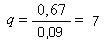 q = 0,67 / 0,09 = 7